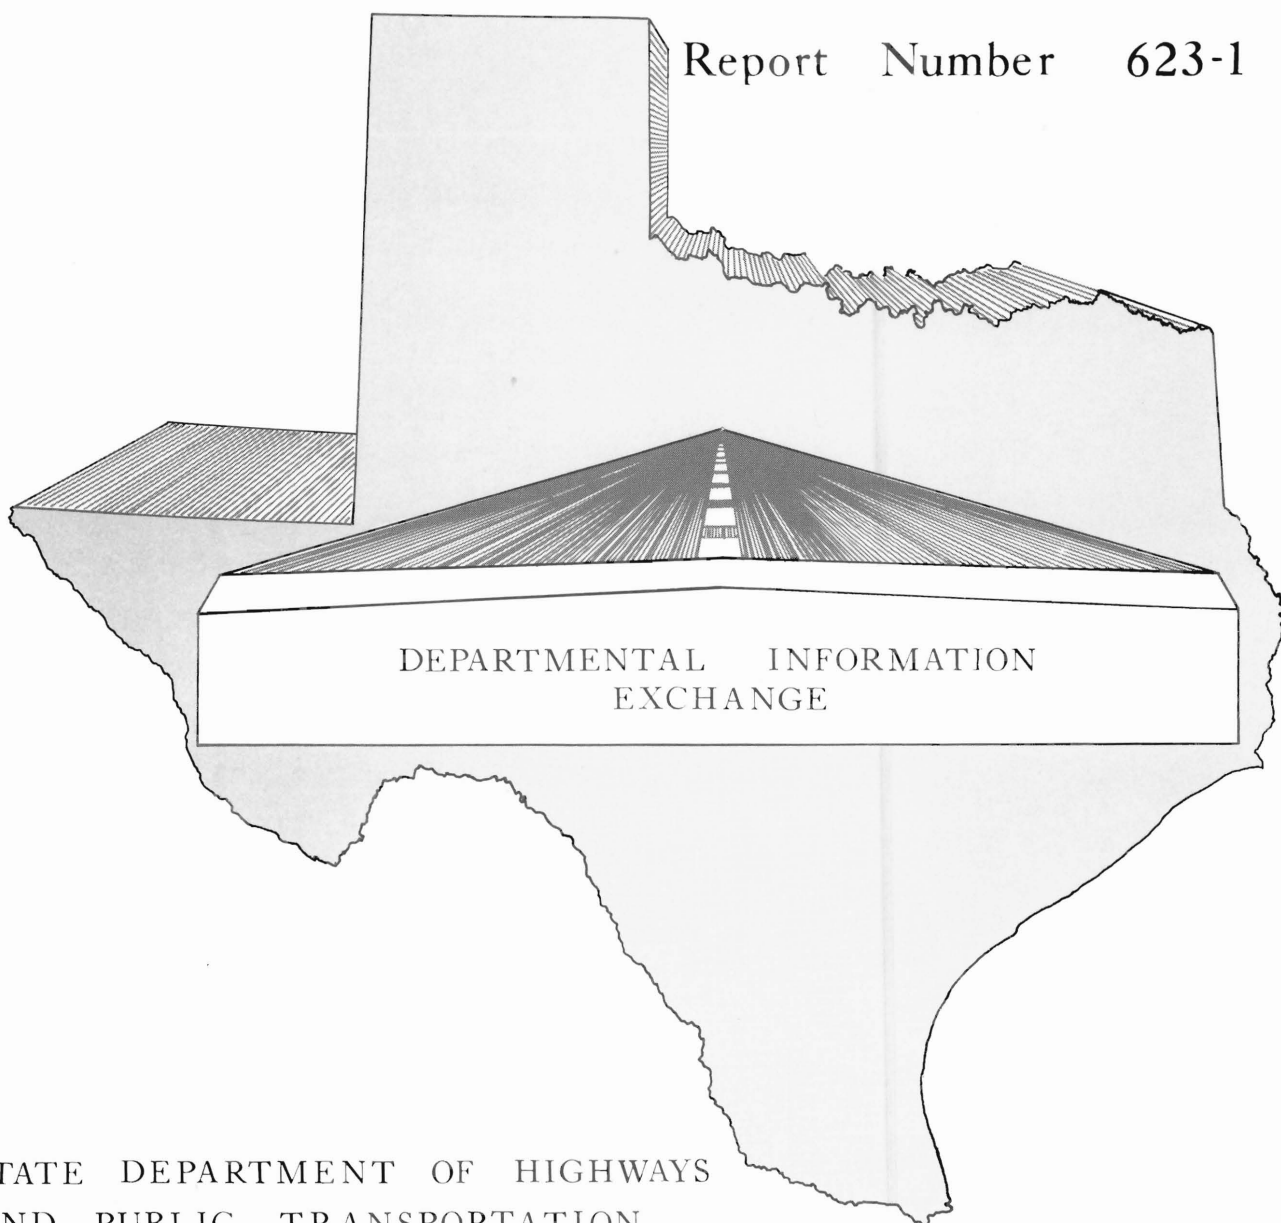 Report Number 623-1
DEPARTMENTAL INFORMATION
EXCHANGE
TATE DEPARTMENT OF HIGHWAYS
ND PUBLIC TRANSPORTATION